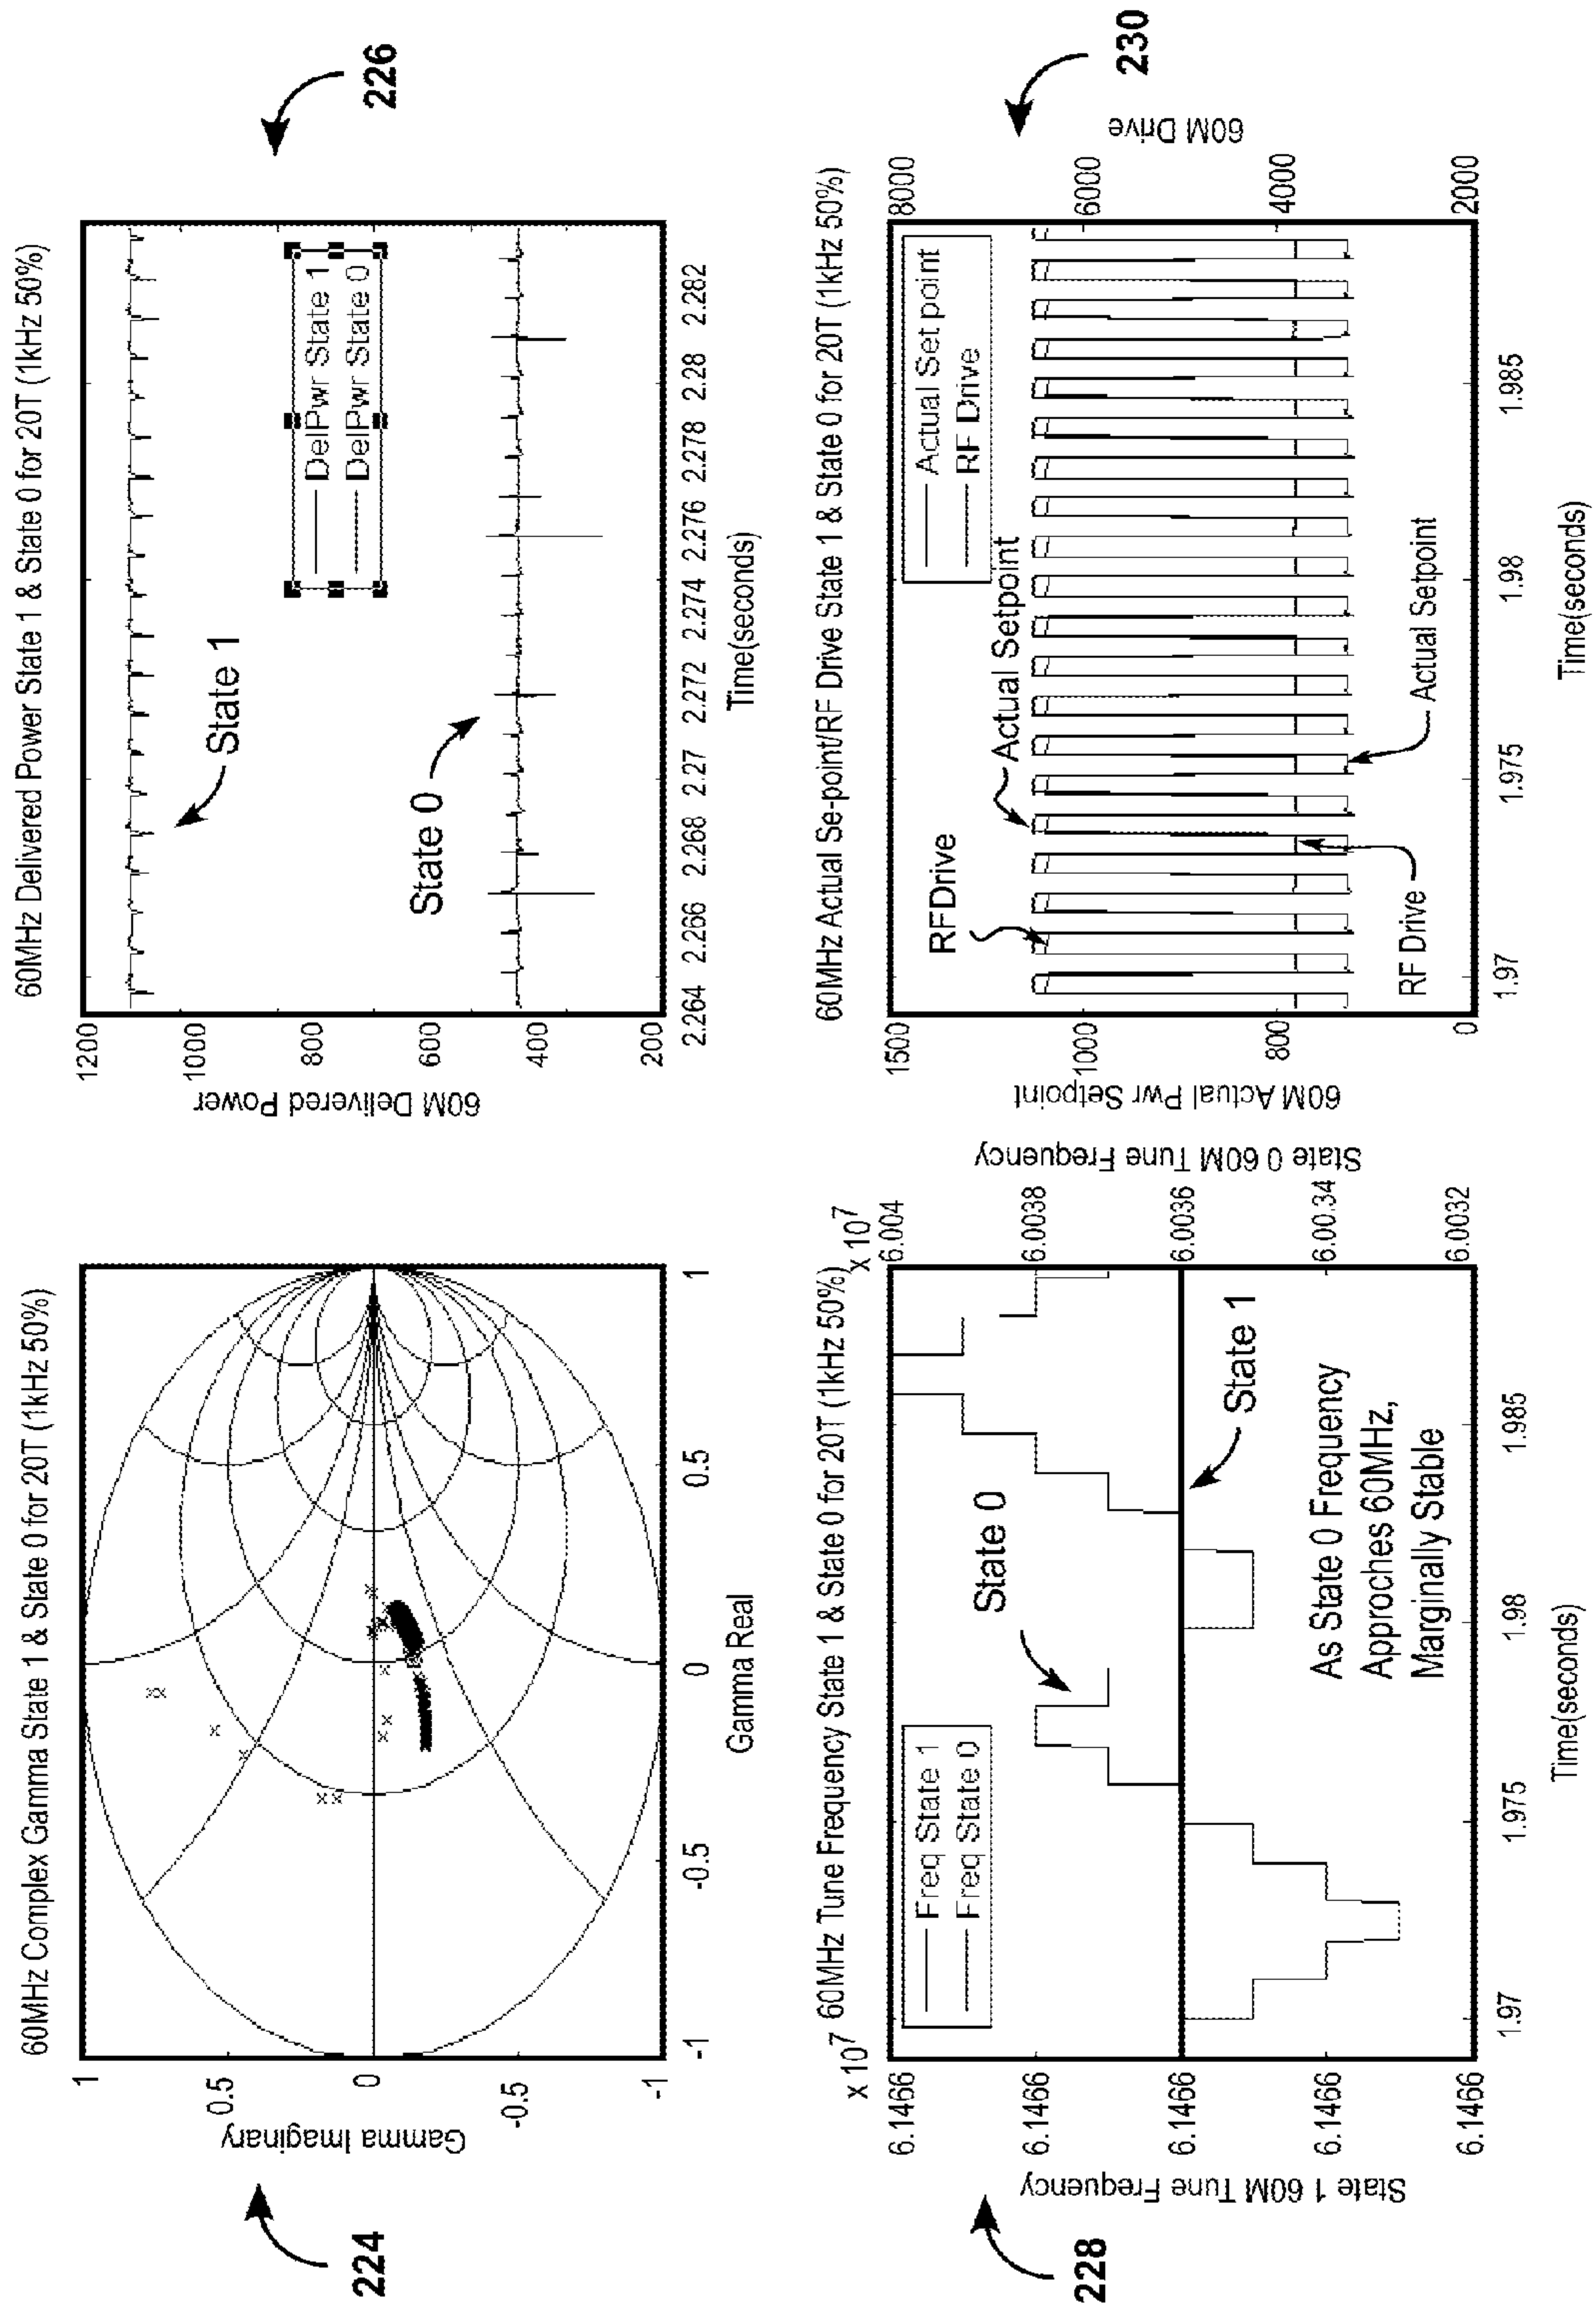 60MHz Complex Gamma State 1 & State 0 for 20T (1kHz 50%)
1
0.5
0
-0.5
-1
Gamma Imaginary
-1
-0.5
0
0.5
1
Gamma Real
224
60MHz Delivered Power State 1 & State 0 for 20T (1kHz 50%)
1200
1000
800
600
400
200
60M Delivered Power
State 1
State 0
DelPwr State 1
DelPwr State 0
2.264 2.266 2.268 2.27 2.272 2.274 2.276 2.278 2.28 2.282
Time(seconds)
226
60MHz Tune Frequency State 1 & State 0 for 20T (1kHz 50%)
x 10⁷
x 10⁷
6.1466
6.1466
6.1466
6.1466
6.1466
State 1 60M Tune Frequency
Freq State 1
Freq State 0
State 0
State 1
As State 0 Frequency
Approches 60MHz,
Marginally Stable
6.004
6.0038
6.0036
6.00.34
6.0032
State 0 60M Tune Frequency
1.97
1.975
1.98
1.985
Time(seconds)
228
60MHz Actual Se-point/RF Drive State 1 & State 0 for 20T (1kHz 50%)
1500
1000
800
0
60M Actual Pwr Setpoint
RFDrive
Actual Setpoint
Actual Set point
RF Drive
RF Drive
Actual Setpoint
8000
6000
4000
2000
60M Drive
1.97
1.975
1.98
1.985
Time(seconds)
230